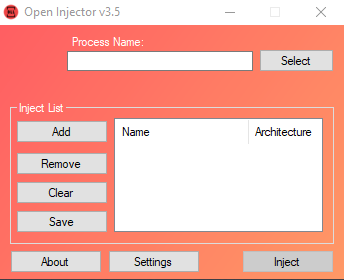 Open Injector v3.5
Process Name:
Select
Inject List
Add
Name Architecture
Remove
Clear
Save
About Settings Inject